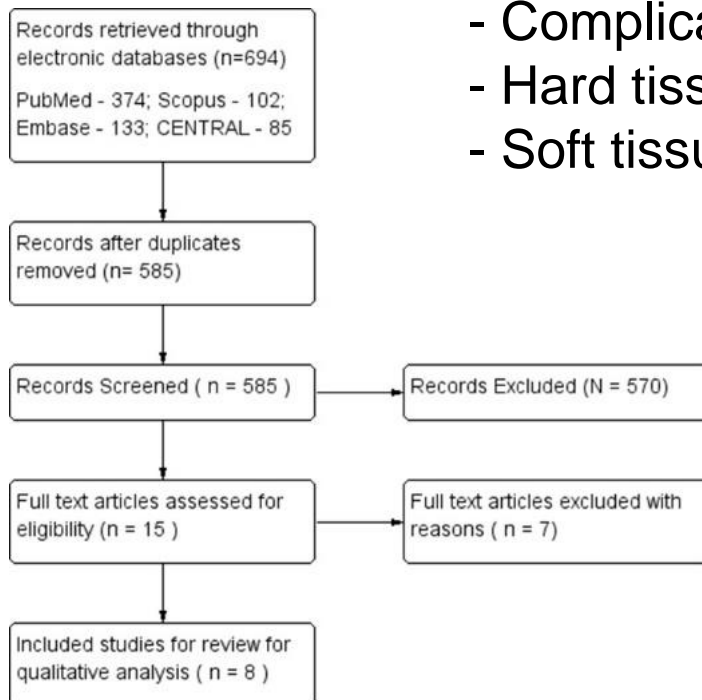 Records retrieved through
electronic databases (n=694)
PubMed - 374; Scopus - 102;
Embase - 133; CENTRAL - 85
Records after duplicates
removed (n= 585)
Records Screened ( n = 585 )
Records Excluded (N = 570)
Full text articles assessed for
eligibility (n = 15 )
Full text articles excluded with
reasons ( n = 7)
Included studies for review for
qualitative analysis ( n = 8 )
- Complica
- Hard tiss
- Soft tissu